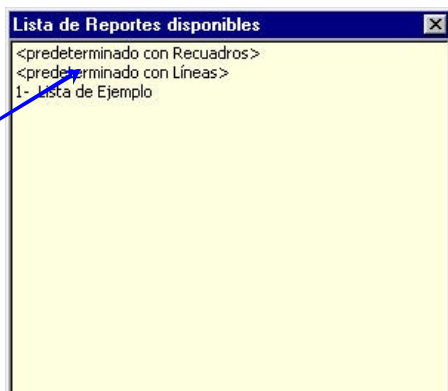 Lista de Reportes disponibles
<predeterminado con Recuadros>
<predeterminado con Líneas>
1- Lista de Ejemplo